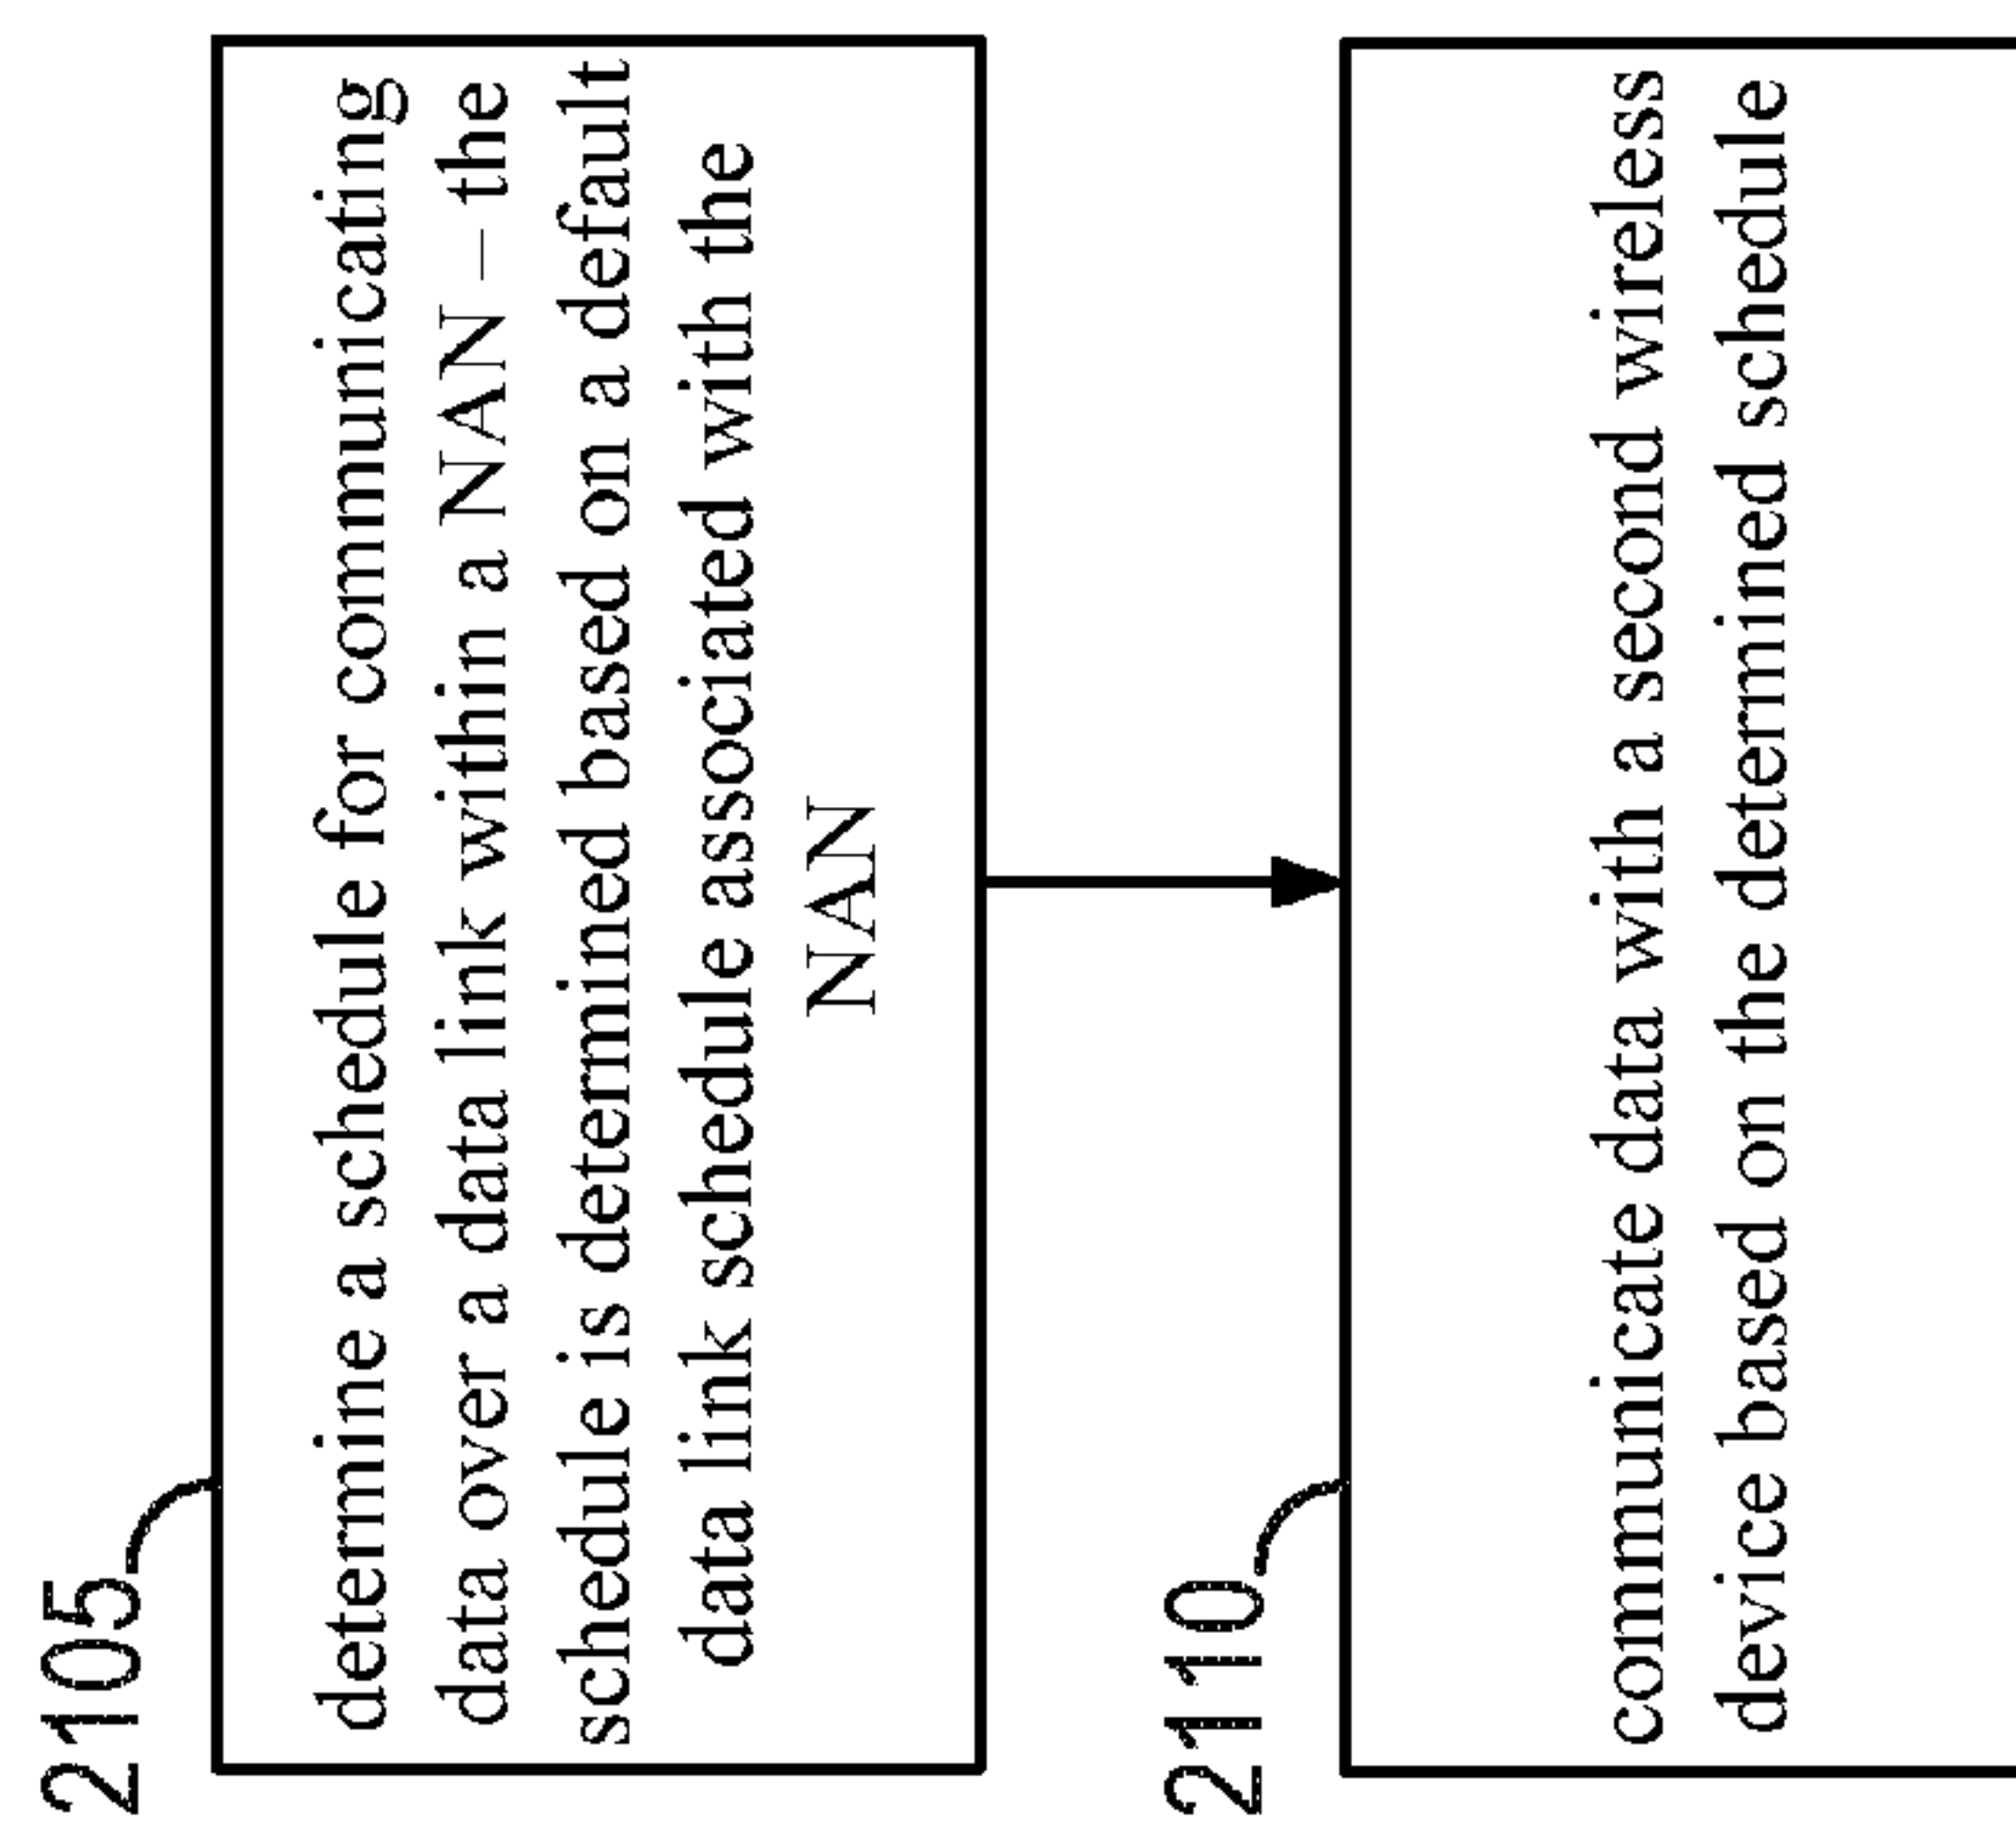 2105
determine a schedule for communicating
data over a data link within a NAN – the
schedule is determined based on a default
data link schedule associated with the
NAN
2110
communicate data with a second wireless
device based on the determined schedule